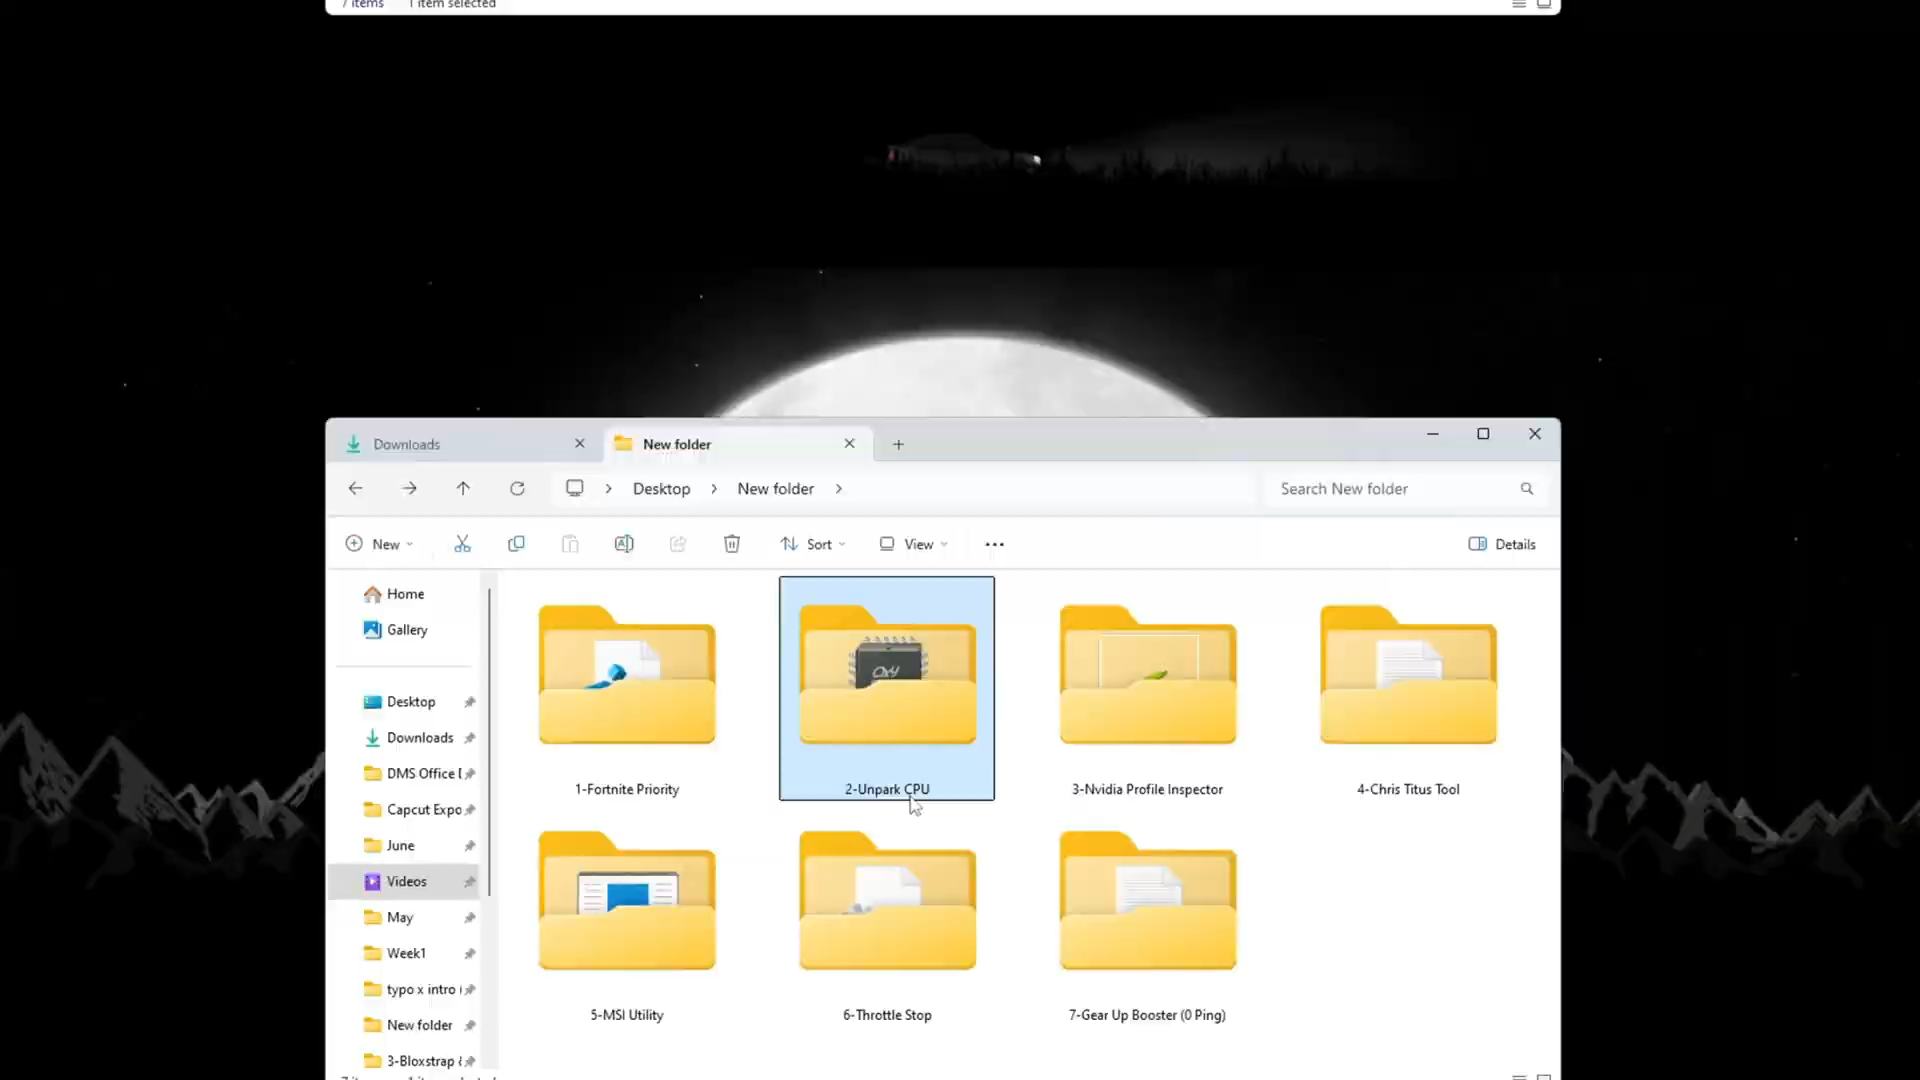 7 items 1 item selected
Downloads
New folder
Desktop
New folder
Search New folder
New
Sort
View
Details
Home
Gallery
Desktop
Downloads
DMS Office
Capcut Expo
June
Videos
May
Week1
typo x intro
New folder
3-Bloxstrap
oxy
1-Fortnite Priority
2-Unpark CPU
3-Nvidia Profile Inspector
4-Chris Titus Tool
5-MSI Utility
6-Throttle Stop
7-Gear Up Booster (0 Ping)